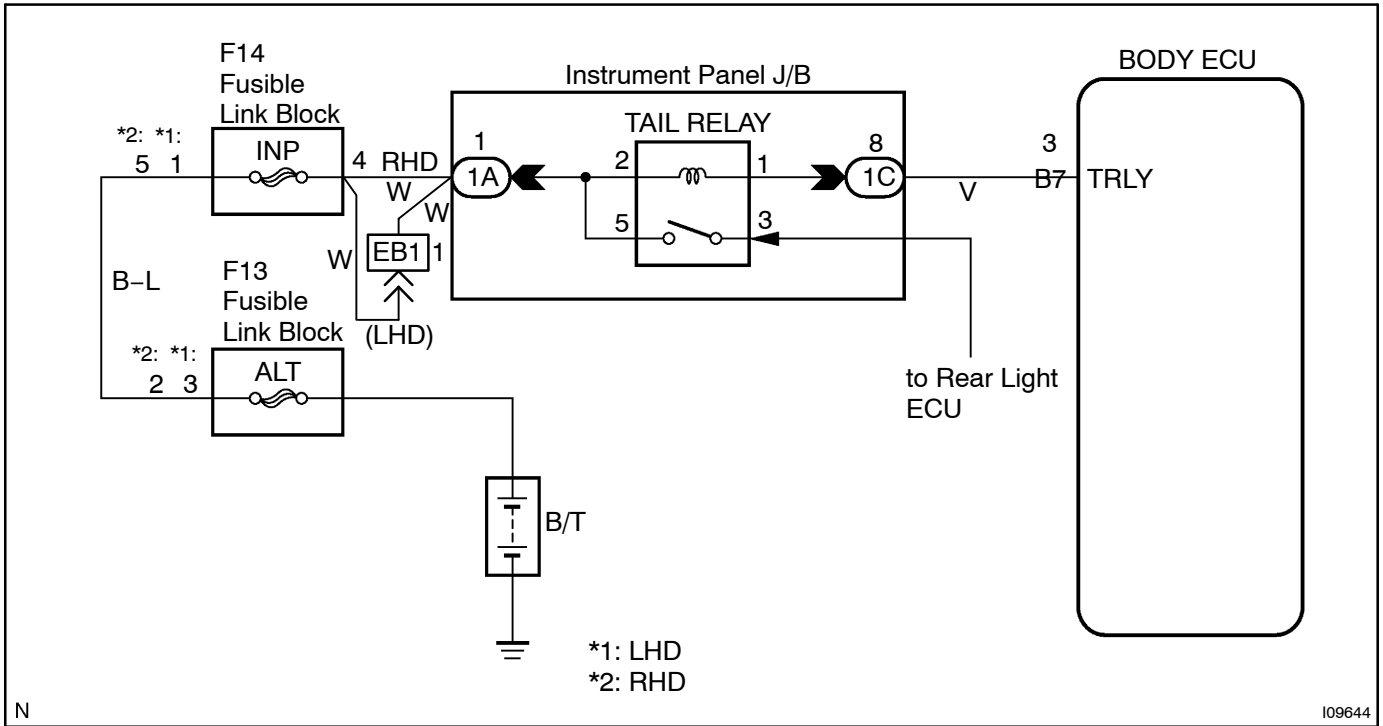 F14
Fusible
Link Block
Instrument Panel J/B
BODY ECU
*2: *1:
5 1
INP
4 RHD
W
W
1
1A
TAIL RELAY
2
1
8
1C
V
3
B7
TRLY
5
3
EB1 1
W
(LHD)
B−L
F13
Fusible
Link Block
*2: *1:
2 3
ALT
to Rear Light
ECU
B/T
*1: LHD
*2: RHD
N
I09644